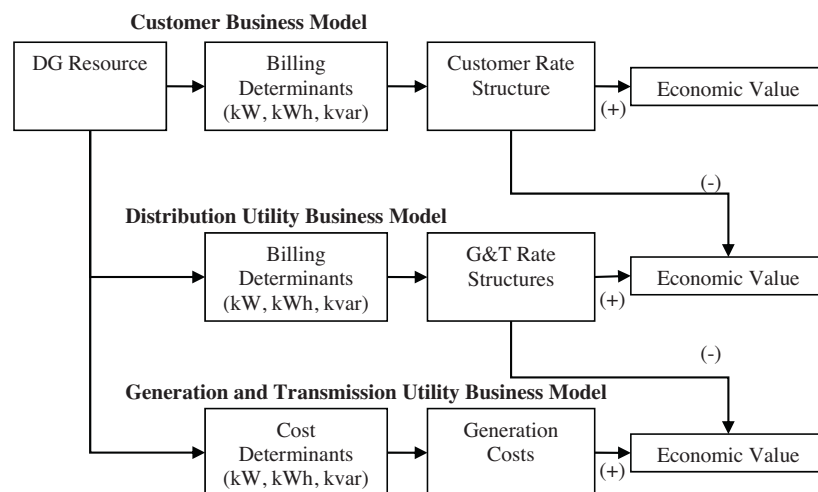 Customer Business Model
DG Resource
Billing
Determinants
(kW, kWh, kvar)
Customer Rate
Structure
(+)
Economic Value
(-)
Distribution Utility Business Model
Billing
Determinants
(kW, kWh, kvar)
G&T Rate
Structures
(+)
Economic Value
(-)
Generation and Transmission Utility Business Model
Cost
Determinants
(kW, kWh, kvar)
Generation
Costs
(+)
Economic Value